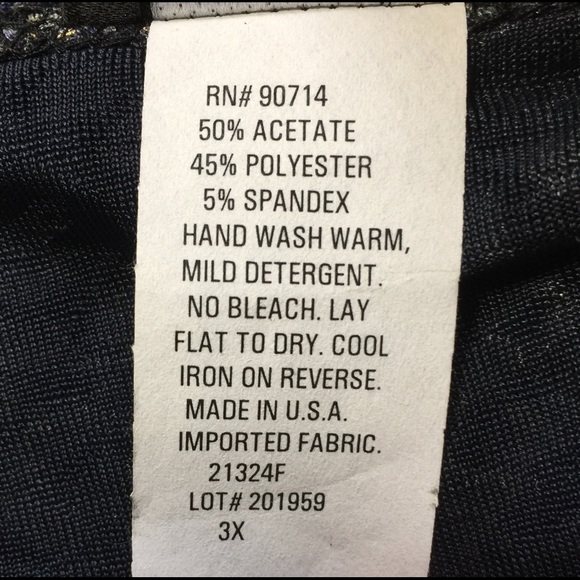 RN# 90714
50% ACETATE
45% POLYESTER
5% SPANDEX
HAND WASH WARM,
MILD DETERGENT.
NO BLEACH. LAY
FLAT TO DRY. COOL
IRON ON REVERSE.
MADE IN U.S.A.
IMPORTED FABRIC.
21324F
LOT# 201959
3X